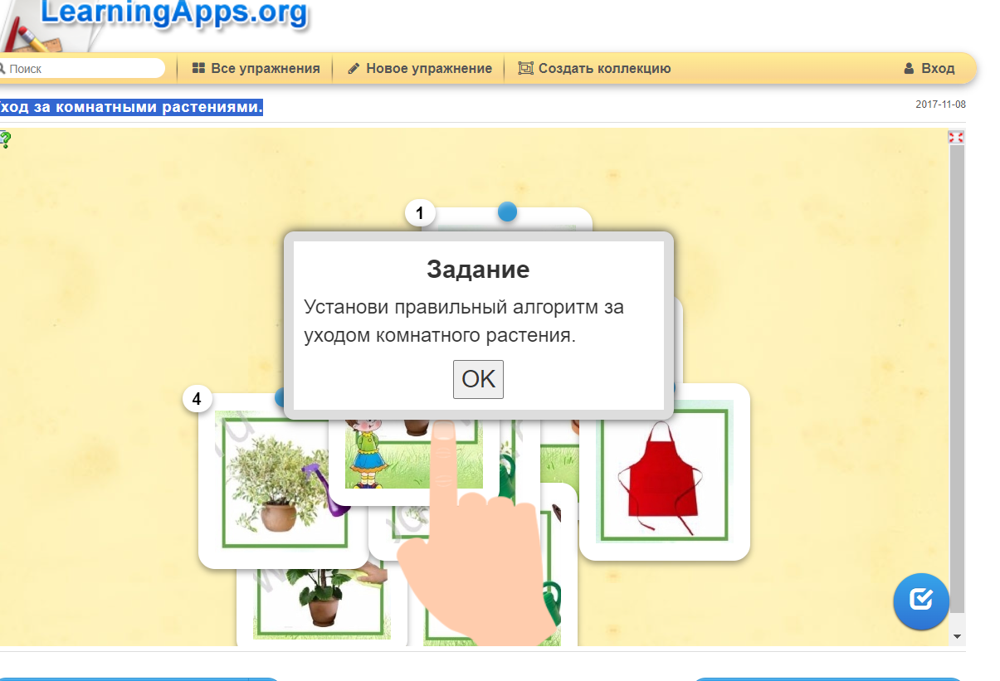 LearningApps.org
Поиск
Все упражнения
Новое упражнение
Создать коллекцию
Вход
ход за комнатными растениями.
2017-11-08
1
Задание
Установи правильный алгоритм за
уходом комнатного растения.
OK
4